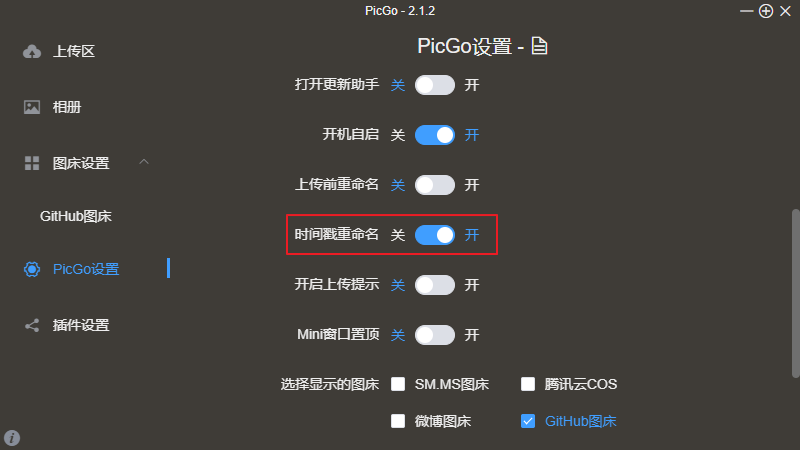 PicGo - 2.1.2
上传区
相册
图床设置
GitHub图床
PicGo设置
插件设置
PicGo设置 -
打开更新助手 关 开
开机自启 关 开
上传前重命名 关 开
时间戳重命名 关 开
开启上传提示 关 开
Mini窗口置顶 关 开
选择显示的图床 SM.MS图床 腾讯云COS
微博图床 GitHub图床